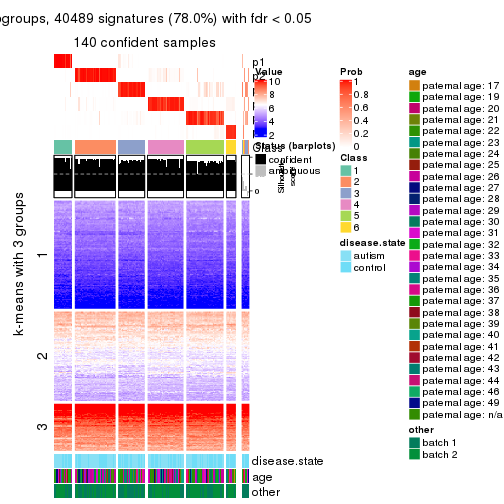 ogroups, 40489 signatures (78.0%) with fdr < 0.05
140 confident samples
p1
Class
k-means with 3 groups
1
2
3
disease.state
age
other
Value
10
8
6
4
2
Status (barplots)
confident
ambiguous
0
Prob
1
0.8
0.6
0.4
0.2
0
Class
1
2
3
4
5
6
disease.state
autism
control
age
paternal age: 17
paternal age: 19
paternal age: 20
paternal age: 21
paternal age: 22
paternal age: 23
paternal age: 24
paternal age: 25
paternal age: 26
paternal age: 27
paternal age: 28
paternal age: 29
paternal age: 30
paternal age: 31
paternal age: 32
paternal age: 33
paternal age: 34
paternal age: 35
paternal age: 36
paternal age: 37
paternal age: 38
paternal age: 39
paternal age: 40
paternal age: 41
paternal age: 42
paternal age: 43
paternal age: 44
paternal age: 46
paternal age: 49
paternal age: n/a
other
batch 1
batch 2